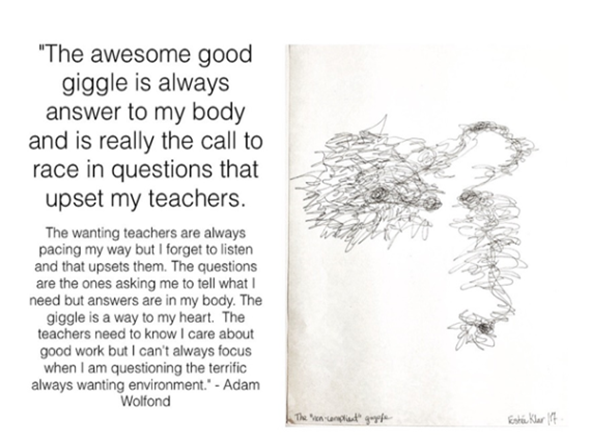 "The awesome good
giggle is always
answer to my body
and is really the call to
race in questions that
upset my teachers.
The wanting teachers are always
pacing my way but I forget to listen
and that upsets them. The questions
are the ones asking me to tell what I
need but answers are in my body. The
giggle is a way to my heart. The
teachers need to know I care about
good work but I can't always focus
when I am questioning the terrific
always wanting environment." - Adam
Wolfond
The "non-compliant" giggle
Estée Klar /17